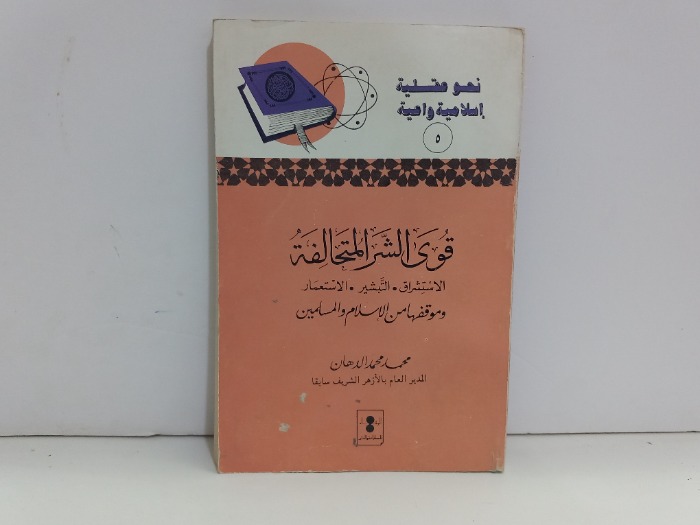 نحو عقلية
إسلامية واعية
٥
قوى الشر المتحالفة
الاستشراق • التبشير • الاستعمار
وموقفها من الإسلام والمسلمين
محمد محمد الدهان
المدير العام بالأزهر الشريف سابقا